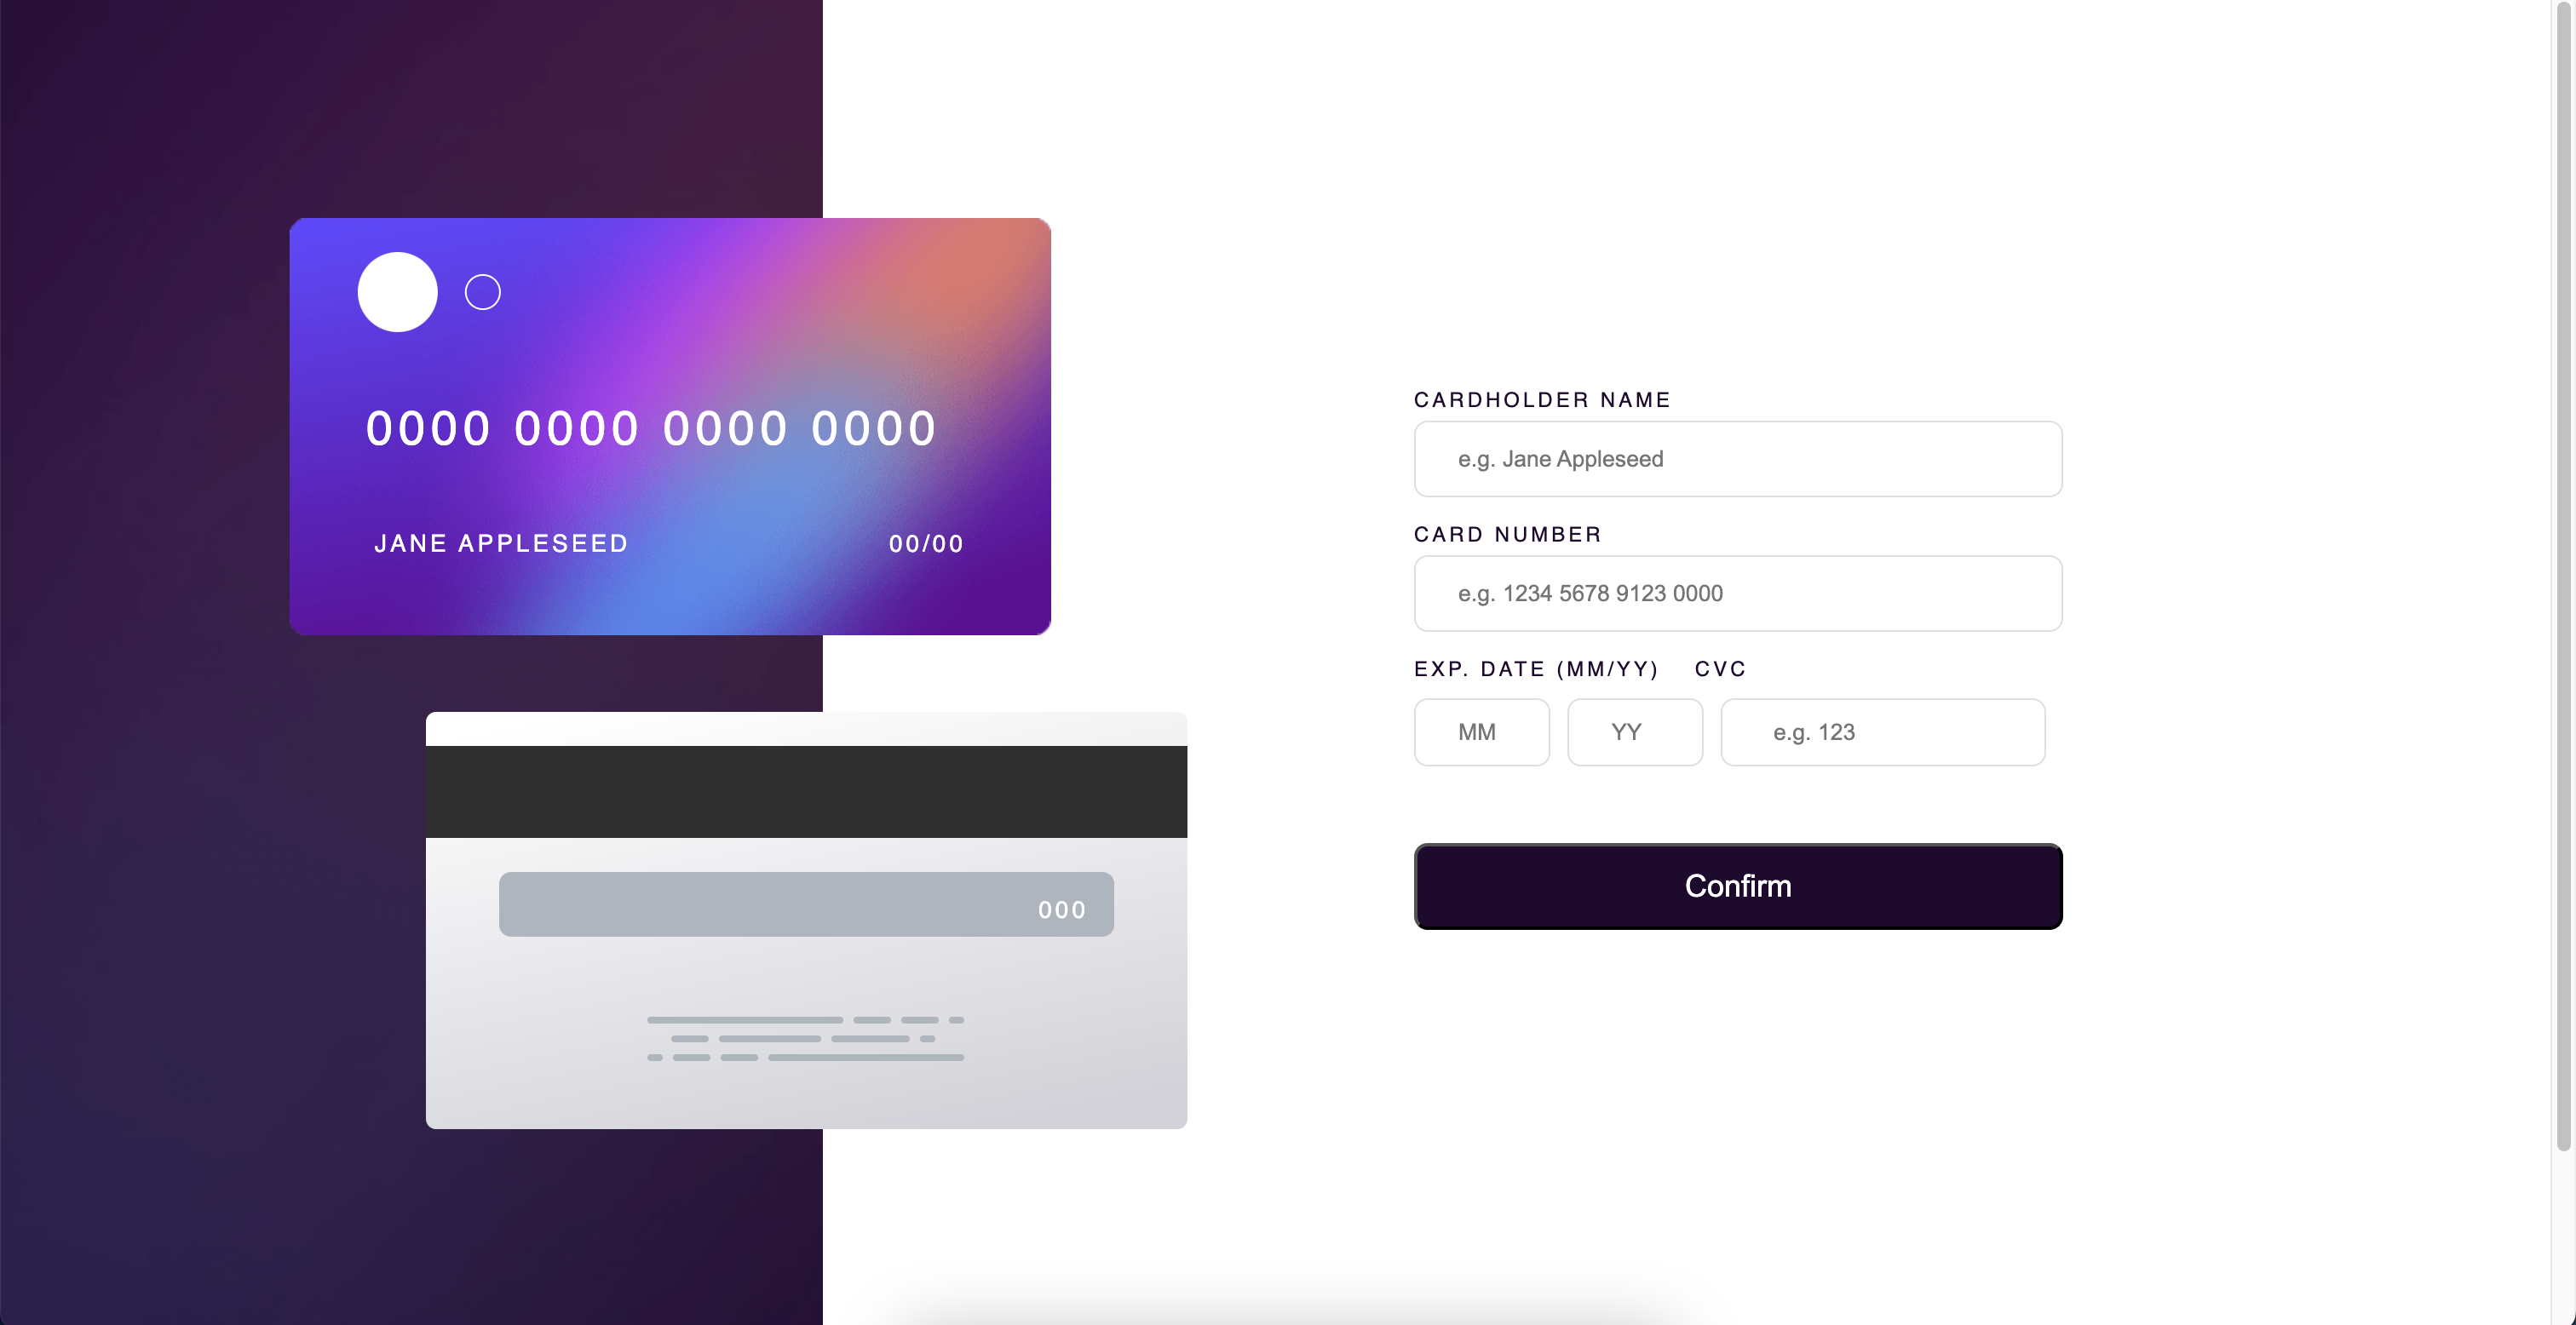 0000 0000 0000 0000
JANE APPLESEED 00/00
000
CARDHOLDER NAME
e.g. Jane Appleseed
CARD NUMBER
e.g. 1234 5678 9123 0000
EXP. DATE (MM/YY) CVC
MM YY e.g. 123
Confirm